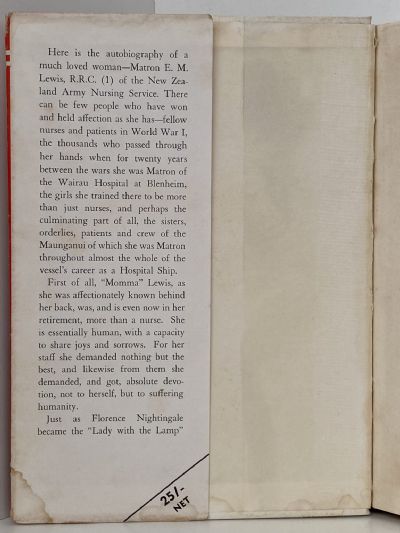 Here is the autobiography of a
much loved woman—Matron E. M.
Lewis, R.R.C. (1) of the New Zea-
land Army Nursing Service. There
can be few people who have won
and held affection as she has—fellow
nurses and patients in World War I,
the thousands who passed through
her hands when for twenty years
between the wars she was Matron of
the Wairau Hospital at Blenheim,
the girls she trained there to be more
than just nurses, and perhaps the
culminating part of all, the sisters,
orderlies, patients and crew of the
Maunganui of which she was Matron
throughout almost the whole of the
vessel's career as a Hospital Ship.
First of all, "Momma" Lewis, as
she was affectionately known behind
her back, was, and is even now in her
retirement, more than a nurse. She
is essentially human, with a capacity
to share joys and sorrows. For her
staff she demanded nothing but the
best, and likewise from them she
demanded, and got, absolute devo-
tion, not to herself, but to suffering
humanity.
Just as Florence Nightingale
became the "Lady with the Lamp"
25/-
NET